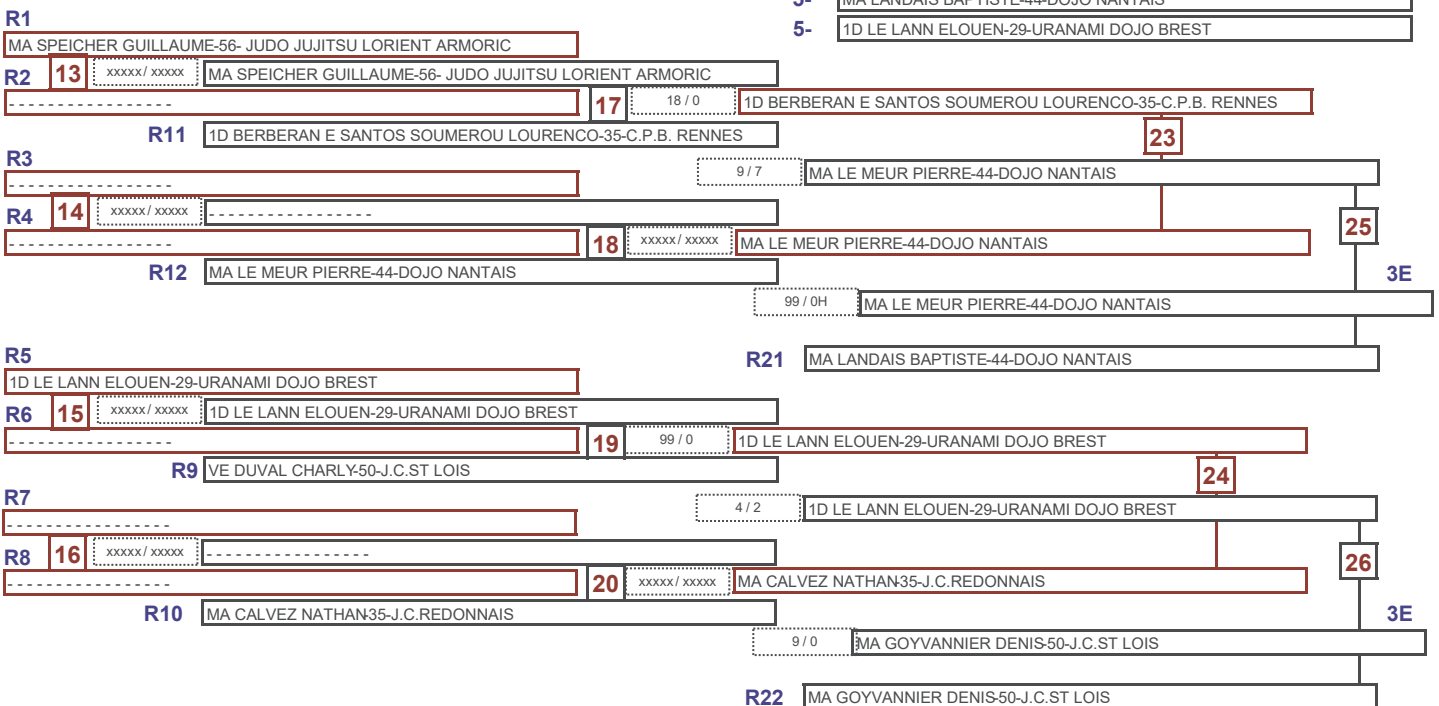 3- MA LANDAIS BAPTISTE-44-DOJO NANTAIS
R1
5- 1D LE LANN ELOUEN-29-URANAMI DOJO BREST
MA SPEICHER GUILLAUME-56- JUDO JUJITSU LORIENT ARMORIC
R2 13 xxxxx/ xxxxx MA SPEICHER GUILLAUME-56- JUDO JUJITSU LORIENT ARMORIC
- - - - - - - - - - - - - - - - - 17 18 / 0 1D BERBERAN E SANTOS SOUMEROU LOURENCO-35-C.P.B. RENNES
R11 1D BERBERAN E SANTOS SOUMEROU LOURENCO-35-C.P.B. RENNES 23
R3
9 / 7 MA LE MEUR PIERRE-44-DOJO NANTAIS
- - - - - - - - - - - - - - - - -
R4 14 xxxxx/ xxxxx - - - - - - - - - - - - - - - - - 25
- - - - - - - - - - - - - - - - - 18 xxxxx/ xxxxx MA LE MEUR PIERRE-44-DOJO NANTAIS
R12 MA LE MEUR PIERRE-44-DOJO NANTAIS 3E
99 / 0H MA LE MEUR PIERRE-44-DOJO NANTAIS
R5 R21 MA LANDAIS BAPTISTE-44-DOJO NANTAIS
1D LE LANN ELOUEN-29-URANAMI DOJO BREST
R6 15 xxxxx/ xxxxx 1D LE LANN ELOUEN-29-URANAMI DOJO BREST
- - - - - - - - - - - - - - - - - 19 99 / 0 1D LE LANN ELOUEN-29-URANAMI DOJO BREST
R9 VE DUVAL CHARLY-50-J.C.ST LOIS 24
R7
4 / 2 1D LE LANN ELOUEN-29-URANAMI DOJO BREST
- - - - - - - - - - - - - - - - -
R8 16 xxxxx/ xxxxx - - - - - - - - - - - - - - - - - 26
- - - - - - - - - - - - - - - - - 20 xxxxx/ xxxxx MA CALVEZ NATHAN-35-J.C.REDONNAIS
R10 MA CALVEZ NATHAN-35-J.C.REDONNAIS 3E
9 / 0 MA GOYVANNIER DENIS-50-J.C.ST LOIS
R22 MA GOYVANNIER DENIS-50-J.C.ST LOIS